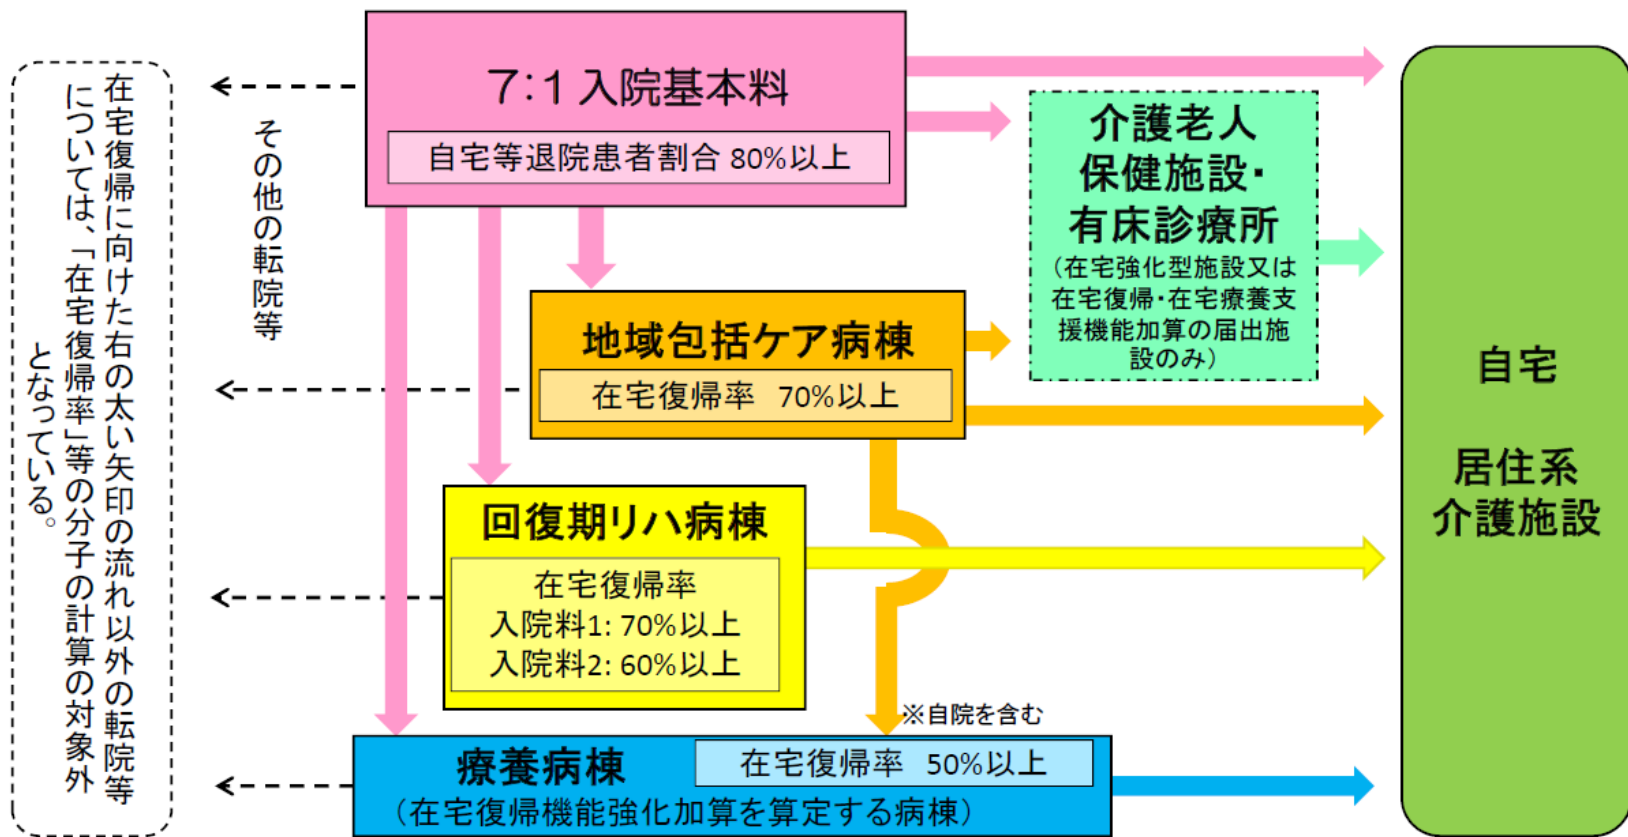 7:1 入院基本料
自宅等退院患者割合 80%以上
介護老人
保健施設・
有床診療所
(在宅強化型施設又は
在宅復帰・在宅療養支
援機能加算の届出施
設のみ)
地域包括ケア病棟
在宅復帰率 70%以上
回復期リハ病棟
在宅復帰率
入院料1: 70%以上
入院料2: 60%以上
※自院を含む
療養病棟
在宅復帰率 50%以上
(在宅復帰機能強化加算を算定する病棟)
自宅
居住系
介護施設
その他の転院等
在宅復帰に向けた右の太い矢印の流れ以外の転院等
については、「在宅復帰率」等の分子の計算の対象外
となっている。